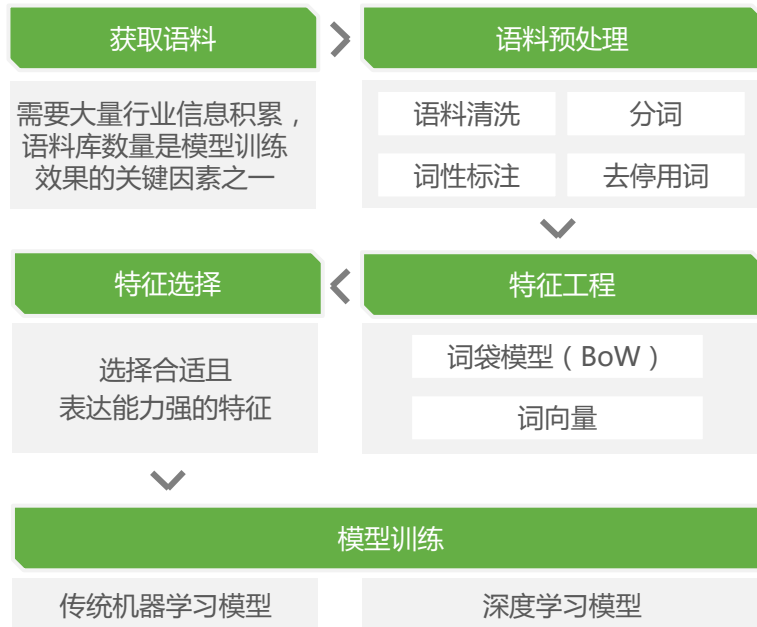 获取语料
语料预处理
需要大量行业信息积累，
语料库数量是模型训练
效果的关键因素之一
语料清洗
分词
词性标注
去停用词
特征选择
特征工程
选择合适且
表达能力强的特征
词袋模型（BoW）
词向量
模型训练
传统机器学习模型
深度学习模型